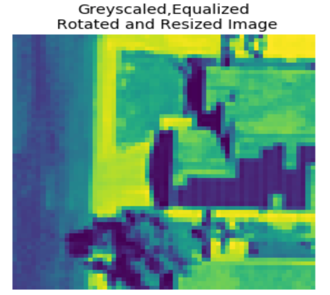 Greyscaled,Equalized
Rotated and Resized Image